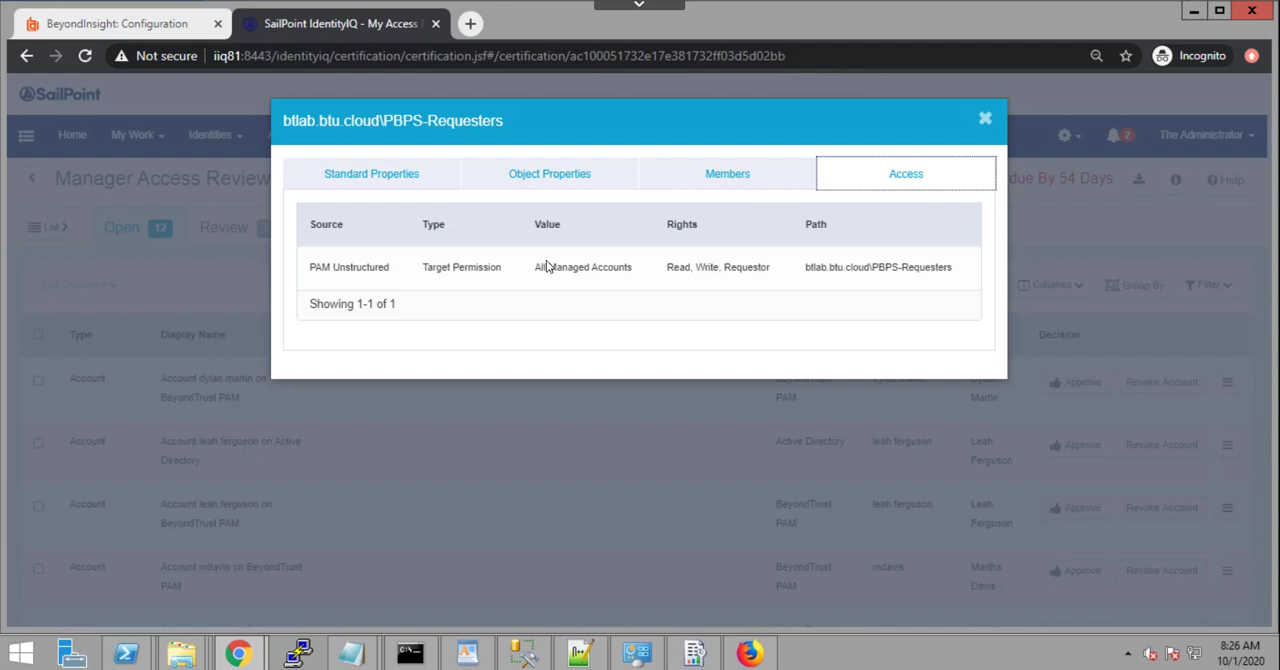 BeyondInsight: Configuration
SailPoint IdentityIQ - My Access
Not secure iiq81:8443/identityiq/certification/certification.jsf#/certification/ac100051732e17e381732ff03d5d02bb
Incognito
SailPoint
btlab.btu.cloud\PBPS-Requesters
Home My Work Identities 2 The Administrator
Standard Properties Object Properties Members Access
Manager Access Review due By 54 Days Help
Source Type Value Rights Path
List Open 12 Review
PAM Unstructured Target Permission All Managed Accounts Read, Write, Requestor btlab.btu.cloud\PBPS-Requesters
Columns Group By Filter
Showing 1-1 of 1
Type Display Name Decision
Account Account dylan.martin on BeyondTrust PAM
PAM
Martin
Approve Revoke Account
Account Account leah.ferguson on Active Directory
Active Directory leah.ferguson Leah Ferguson
Approve Revoke Account
Account Account leah.ferguson on BeyondTrust PAM
BeyondTrust PAM leah.ferguson Leah Ferguson
Approve Revoke Account
Account Account mdavis on BeyondTrust PAM
BeyondTrust PAM mdavis Martha Davis
Approve Revoke Account
8:26 AM
10/1/2020